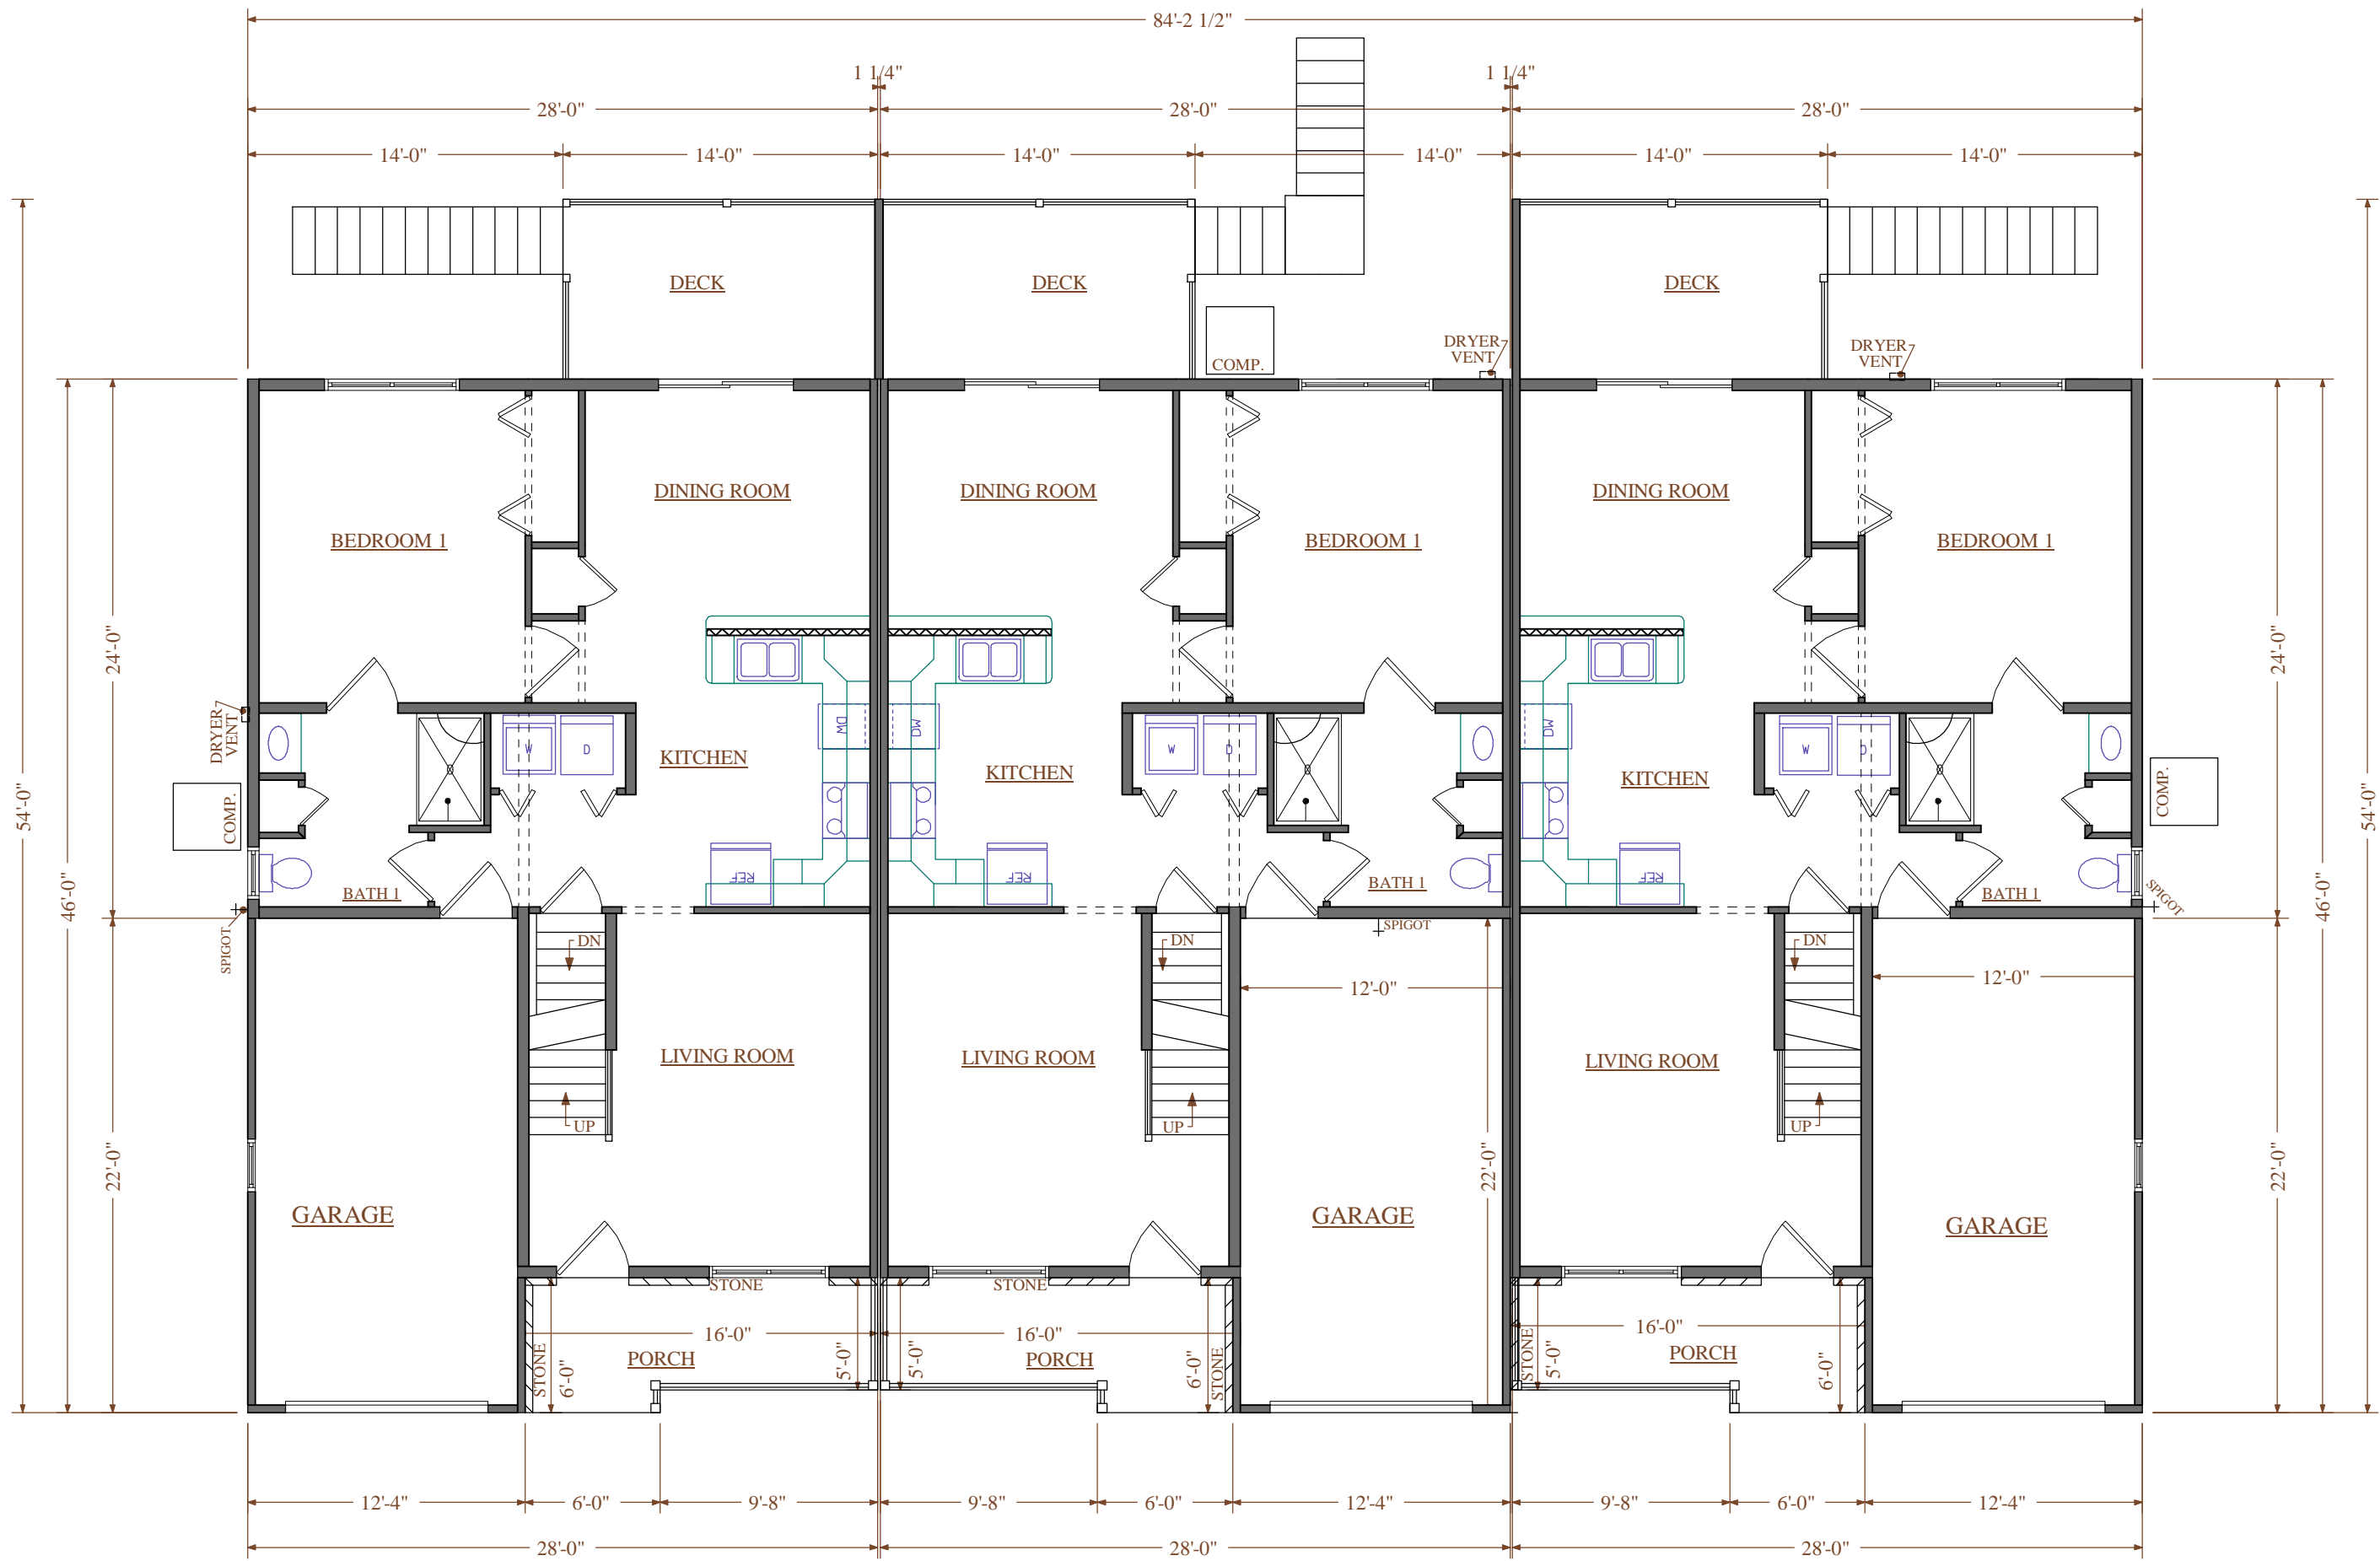 84'-2 1/2"
1 1/4"
1 1/4"
28'-0"
28'-0"
28'-0"
14'-0"
14'-0"
14'-0"
14'-0"
14'-0"
14'-0"
DECK
DECK
DECK
DRYER
VENT
DRYER
VENT
COMP.
DINING ROOM
DINING ROOM
DINING ROOM
BEDROOM 1
BEDROOM 1
BEDROOM 1
24'-0"
24'-0"
DRYER
VENT
DW
DW
DW
W
D
W
D
W
D
KITCHEN
KITCHEN
KITCHEN
COMP.
COMP.
54'-0"
54'-0"
46'-0"
46'-0"
REF
REF
REF
BATH 1
BATH 1
BATH 1
SPIGOT
SPIGOT
SPIGOT
DN
DN
DN
12'-0"
12'-0"
LIVING ROOM
LIVING ROOM
LIVING ROOM
UP
UP
UP
22'-0"
22'-0"
22'-0"
GARAGE
GARAGE
GARAGE
STONE
STONE
16'-0"
16'-0"
16'-0"
STONE
6'-0"
PORCH
5'-0"
5'-0"
PORCH
6'-0"
STONE
STONE
5'-0"
PORCH
6'-0"
12'-4"
6'-0"
9'-8"
9'-8"
6'-0"
12'-4"
9'-8"
6'-0"
12'-4"
28'-0"
28'-0"
28'-0"